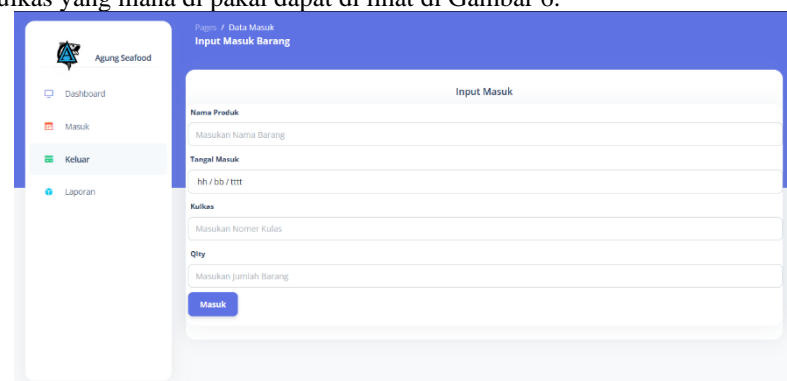 yang mana di pakai dapat di lihat di Gambar 6.
Agung Seafood
Dashboard
Masuk
Keluar
Laporan
Pages / Data Masuk
Input Masuk Barang
Input Masuk
Nama Produk
Masukan Nama Barang
Tangal Masuk
hh / bb / tttt
Kulkas
Masukan Nomer Kulas
Qlty
Masukan Jumlah Barang
Masuk